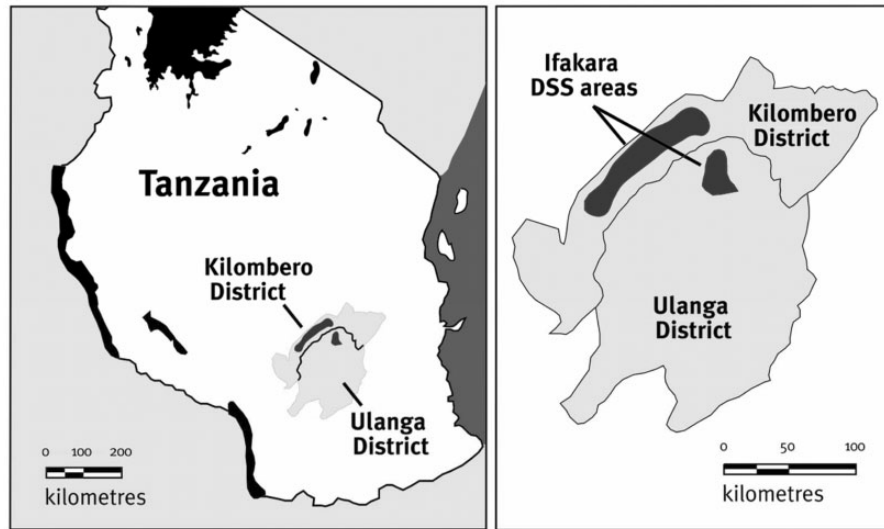 Tanzania
Kilombero
District
Ulanga
District
0 100 200
kilometres
Ifakara
DSS areas
Kilombero
District
Ulanga
District
0 50 100
kilometres